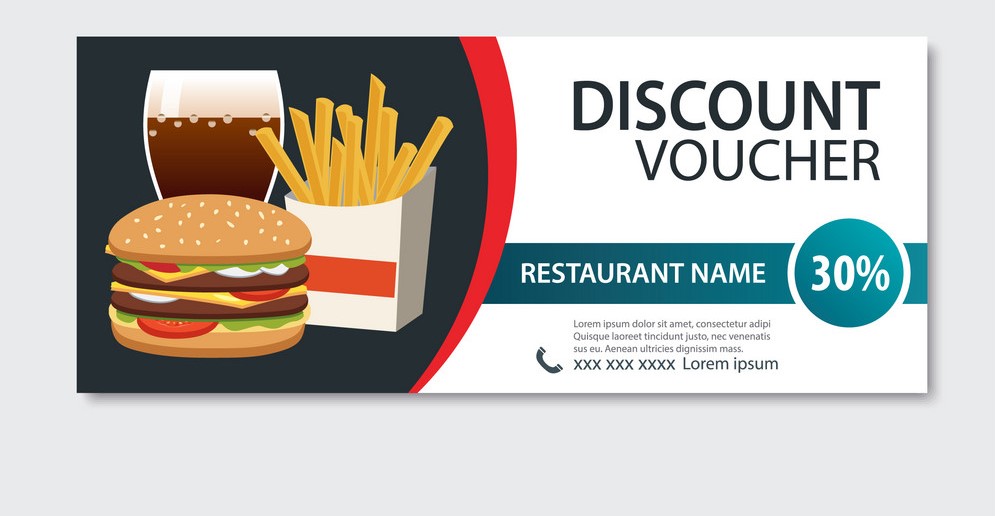 DISCOUNT
VOUCHER
RESTAURANT NAME
30%
Lorem ipsum dolor sit amet, consectetur adipi
Quisque laoreet tincidunt justo, nec venenatis
sus eu. Aenean ultricies dignissim mass.
xxx xxx xxxx Lorem ipsum